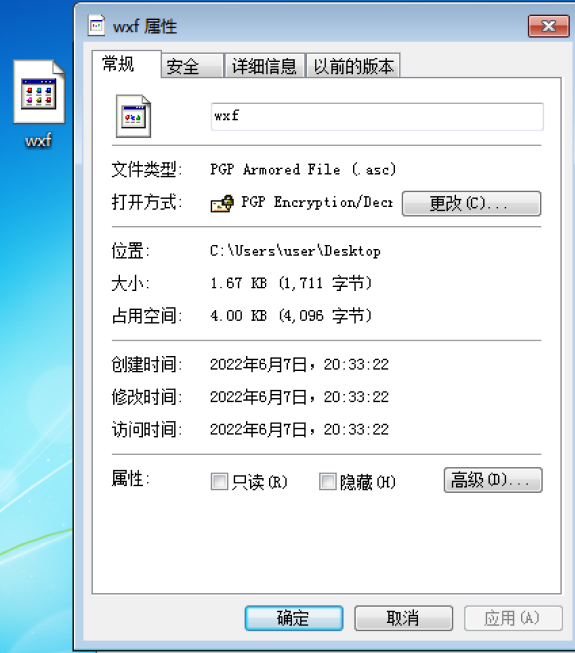 wxf 属性
常规 安全 详细信息 以前的版本
wxf
wxf
文件类型: PGP Armored File (.asc)
打开方式: PGP Encryption/Decr 更改(C)...
位置: C:\Users\user\Desktop
大小: 1.67 KB (1,711 字节)
占用空间: 4.00 KB (4,096 字节)
创建时间: 2022年6月7日，20:33:22
修改时间: 2022年6月7日，20:33:22
访问时间: 2022年6月7日，20:33:22
属性: 只读(R) 隐藏(H) 高级(D)...
确定 取消 应用(A)